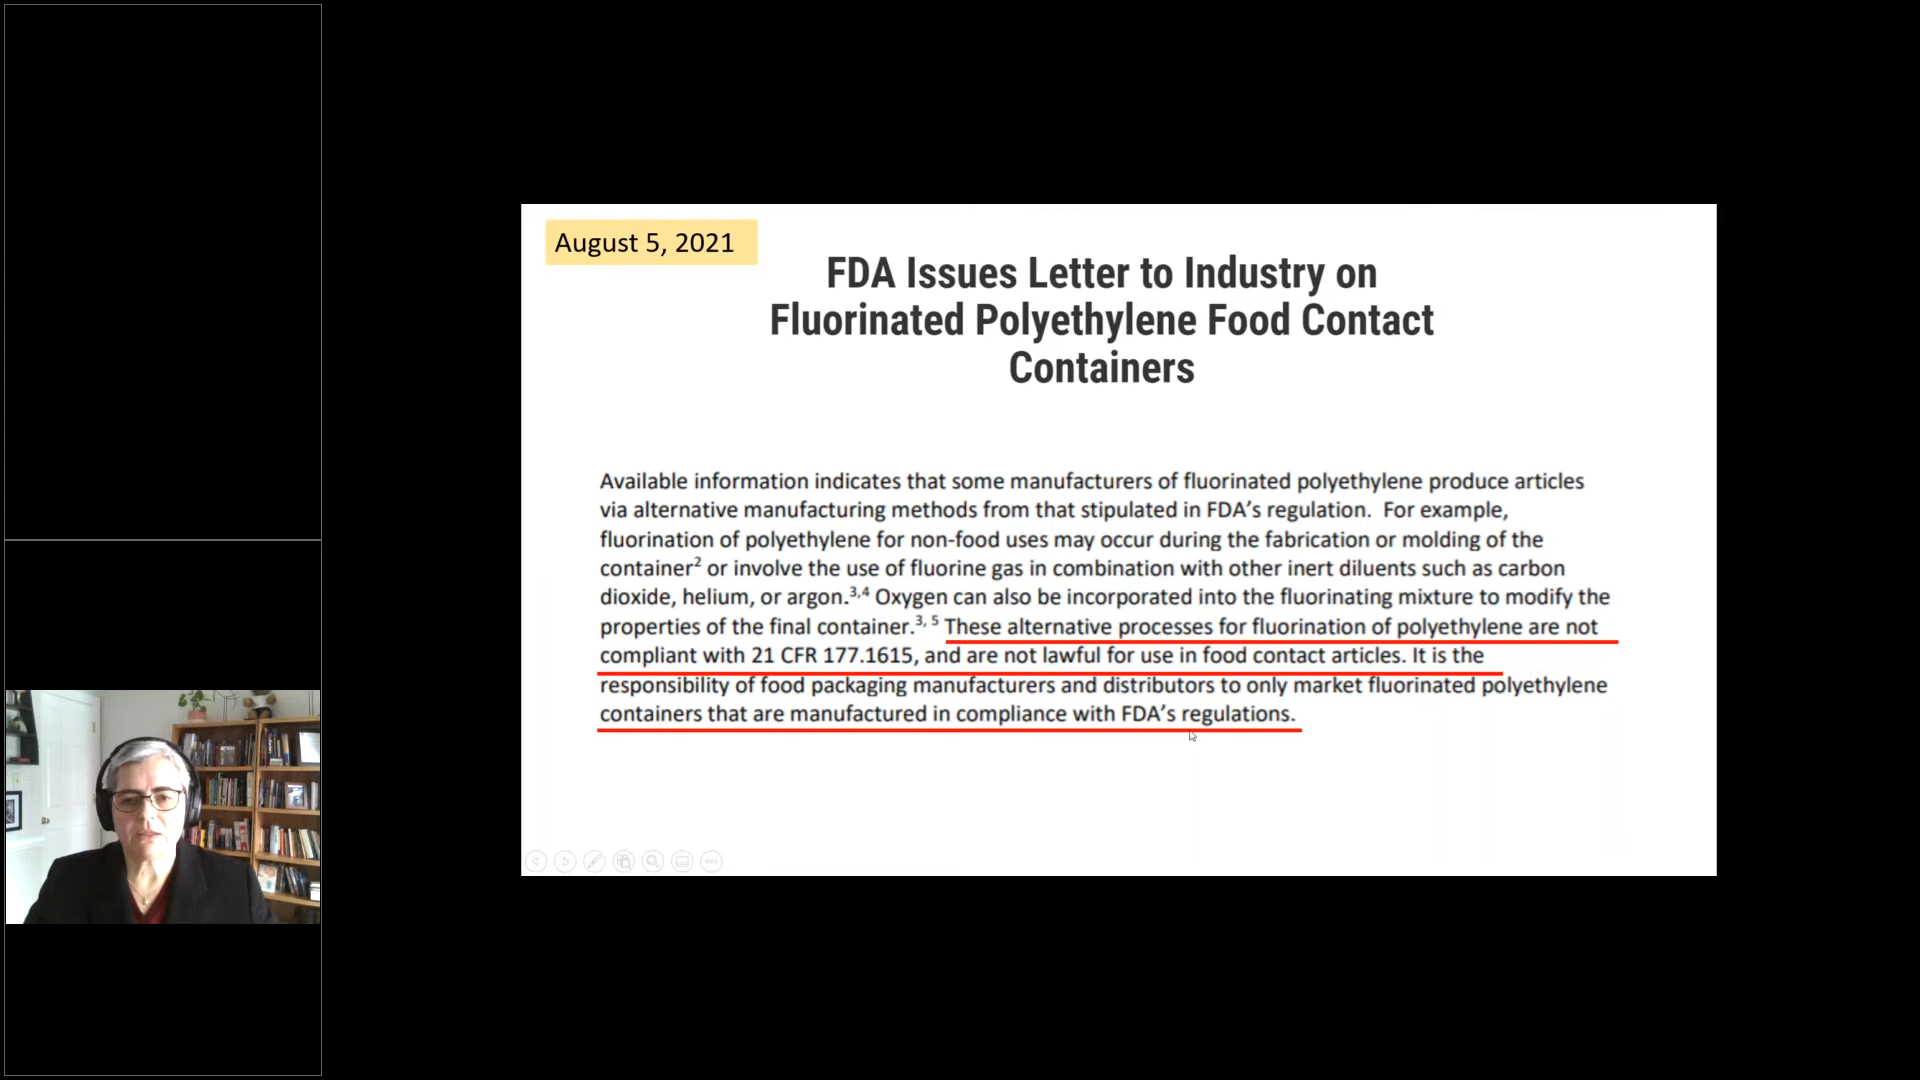 August 5, 2021
FDA Issues Letter to Industry on
Fluorinated Polyethylene Food Contact
Containers
Available information indicates that some manufacturers of fluorinated polyethylene produce articles
via alternative manufacturing methods from that stipulated in FDA’s regulation.  For example,
fluorination of polyethylene for non-food uses may occur during the fabrication or molding of the
container² or involve the use of fluorine gas in combination with other inert diluents such as carbon
dioxide, helium, or argon.³,⁴ Oxygen can also be incorporated into the fluorinating mixture to modify the
properties of the final container.³, ⁵ These alternative processes for fluorination of polyethylene are not
compliant with 21 CFR 177.1615, and are not lawful for use in food contact articles. It is the
responsibility of food packaging manufacturers and distributors to only market fluorinated polyethylene
containers that are manufactured in compliance with FDA’s regulations.